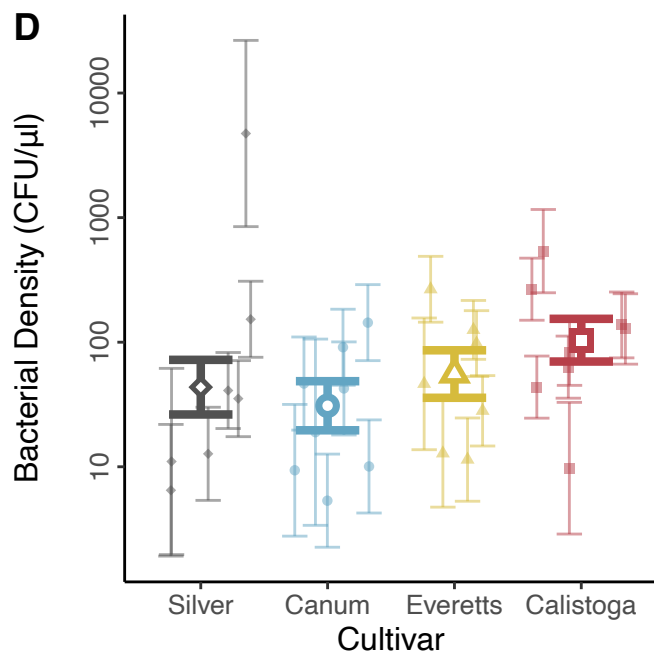 D
Bacterial Density (CFU/µl)
10000
1000
100
10
Silver Canum Everetts Calistoga
Cultivar